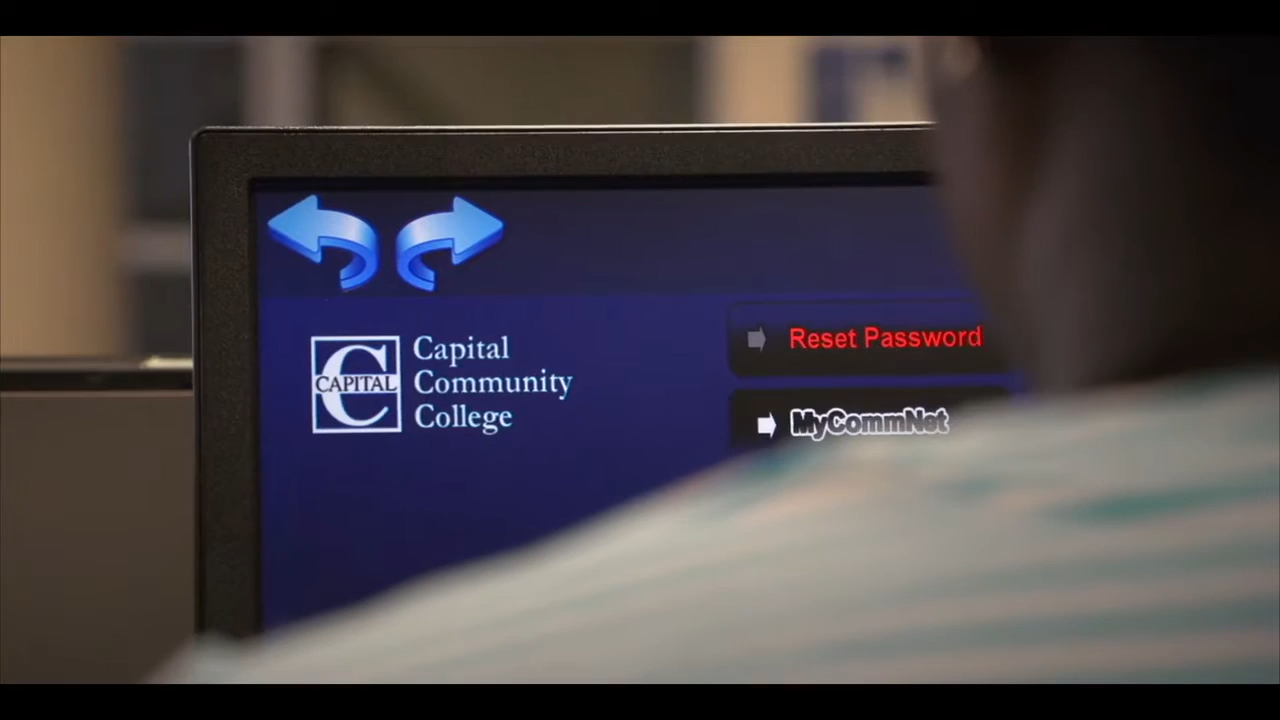 Capital
Community
College
CAPITAL
Reset Password
MyCommNet